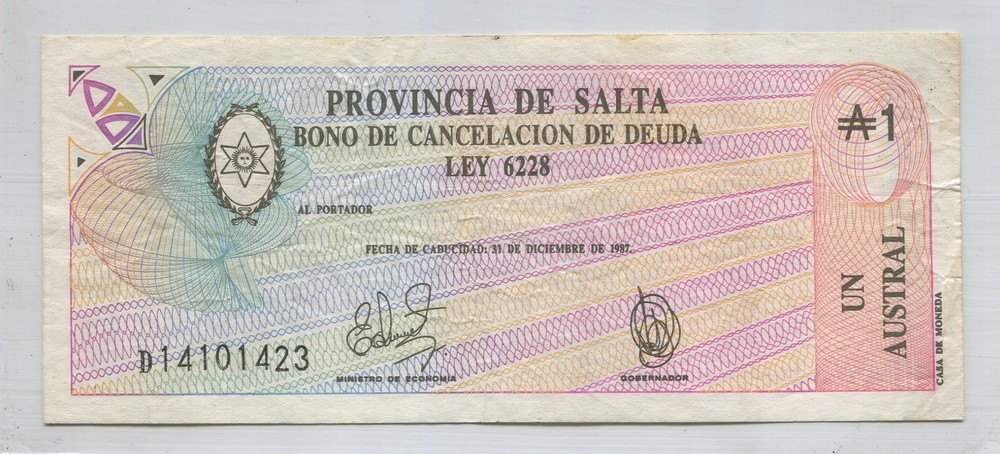 PROVINCIA DE SALTA
BONO DE CANCELACION DE DEUDA
LEY 6228
₳1
AL PORTADOR
FECHA DE CABUCIDAD: 31 DE DICIEMBRE DE 1987.
D14101423
MINISTRO DE ECONOMIA
GOBERNADOR
UN
AUSTRAL
CASA DE MONEDA